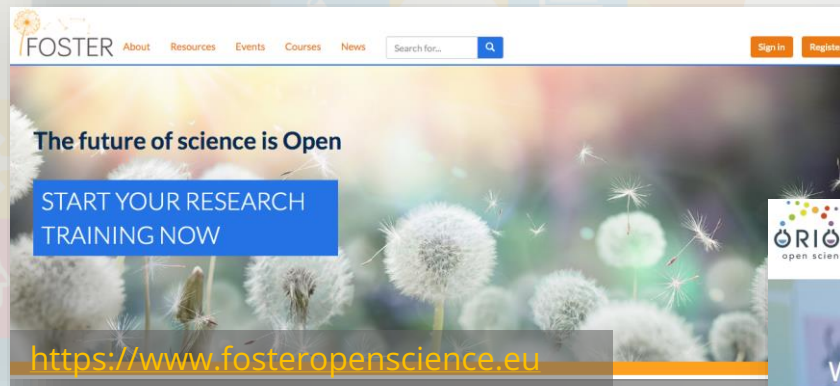 FOSTER About Resources Events Courses News Search for... Sign in Registe
The future of science is Open
START YOUR RESEARCH
TRAINING NOW
ORIO
open scien
https://www.fosteropenscience.eu